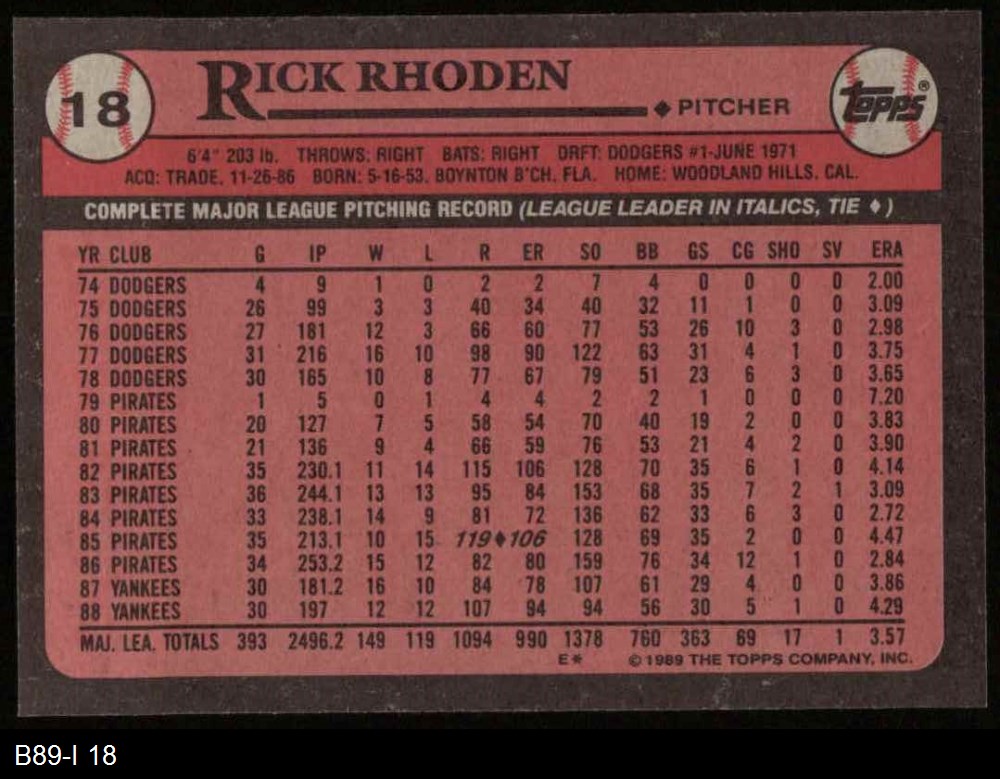 18
RICK RHODEN
◆ PITCHER
TOPPS®
6'4" 203 lb. THROWS: RIGHT BATS: RIGHT DRFT: DODGERS #1-JUNE 1971
ACQ: TRADE, 11-26-86 BORN: 5-16-53, BOYNTON B'CH, FLA. HOME: WOODLAND HILLS, CAL.
COMPLETE MAJOR LEAGUE PITCHING RECORD (LEAGUE LEADER IN ITALICS, TIE ♦)
YR CLUB G IP W L R ER SO BB GS CG SHO SV ERA
74 DODGERS 4 9 1 0 2 2 7 4 0 0 0 0 2.00
75 DODGERS 26 99 3 3 40 34 40 32 11 1 0 0 3.09
76 DODGERS 27 181 12 3 66 60 77 53 26 10 3 0 2.98
77 DODGERS 31 216 16 10 98 90 122 63 31 4 1 0 3.75
78 DODGERS 30 165 10 8 77 67 79 51 23 6 3 0 3.65
79 PIRATES 1 5 0 1 4 4 2 2 1 0 0 0 7.20
80 PIRATES 20 127 7 5 58 54 70 40 19 2 0 0 3.83
81 PIRATES 21 136 9 4 66 59 76 53 21 4 2 0 3.90
82 PIRATES 35 230.1 11 14 115 106 128 70 35 6 1 0 4.14
83 PIRATES 36 244.1 13 13 95 84 153 68 35 7 2 1 3.09
84 PIRATES 33 238.1 14 9 81 72 136 62 33 6 3 0 2.72
85 PIRATES 35 213.1 10 15 119♦106 128 69 35 2 0 0 4.47
86 PIRATES 34 253.2 15 12 82 80 159 76 34 12 1 0 2.84
87 YANKEES 30 181.2 16 10 84 78 107 61 29 4 0 0 3.86
88 YANKEES 30 197 12 12 107 94 94 56 30 5 1 0 4.29
MAJ. LEA. TOTALS 393 2496.2 149 119 1094 990 1378 760 363 69 17 1 3.57
E* ©1989 THE TOPPS COMPANY, INC.
B89-I 18